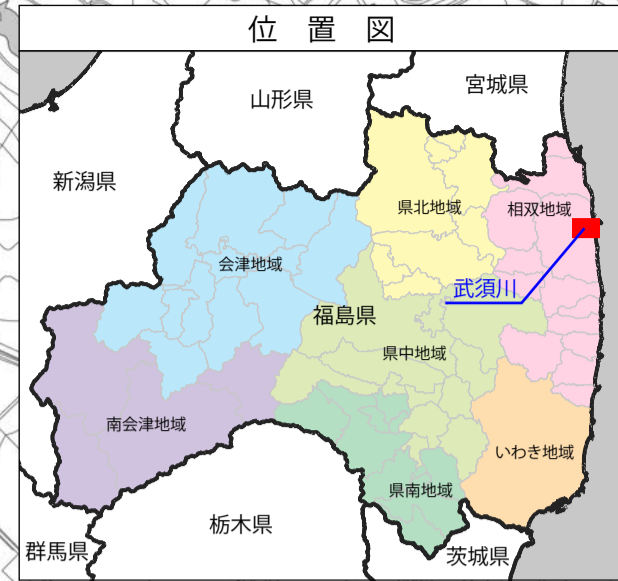 位置図
宮城県
山形県
新潟県
県北地域
相双地域
会津地域
武須川
福島県
県中地域
南会津地域
いわき地域
県南地域
栃木県
群馬県
茨城県